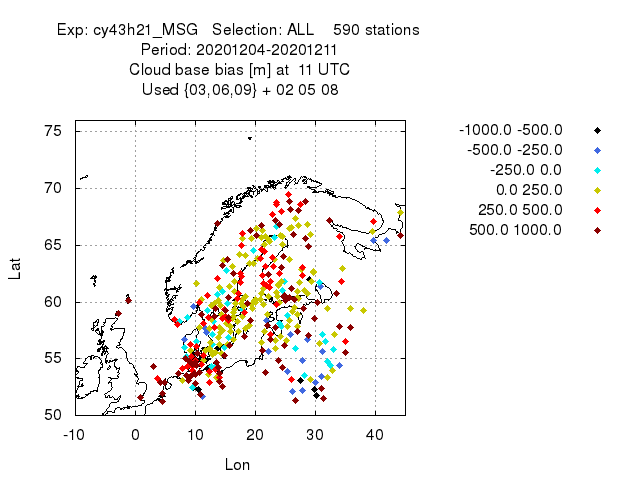 Exp: cy43h21_MSG Selection: ALL 590 stations
Period: 20201204-20201211
Cloud base bias [m] at 11 UTC
Used {03,06,09} + 02 05 08
-1000.0 -500.0
-500.0 -250.0
-250.0 0.0
0.0 250.0
250.0 500.0
500.0 1000.0
75
70
65
60
55
50
Lat
-10 0 10 20 30 40
Lon